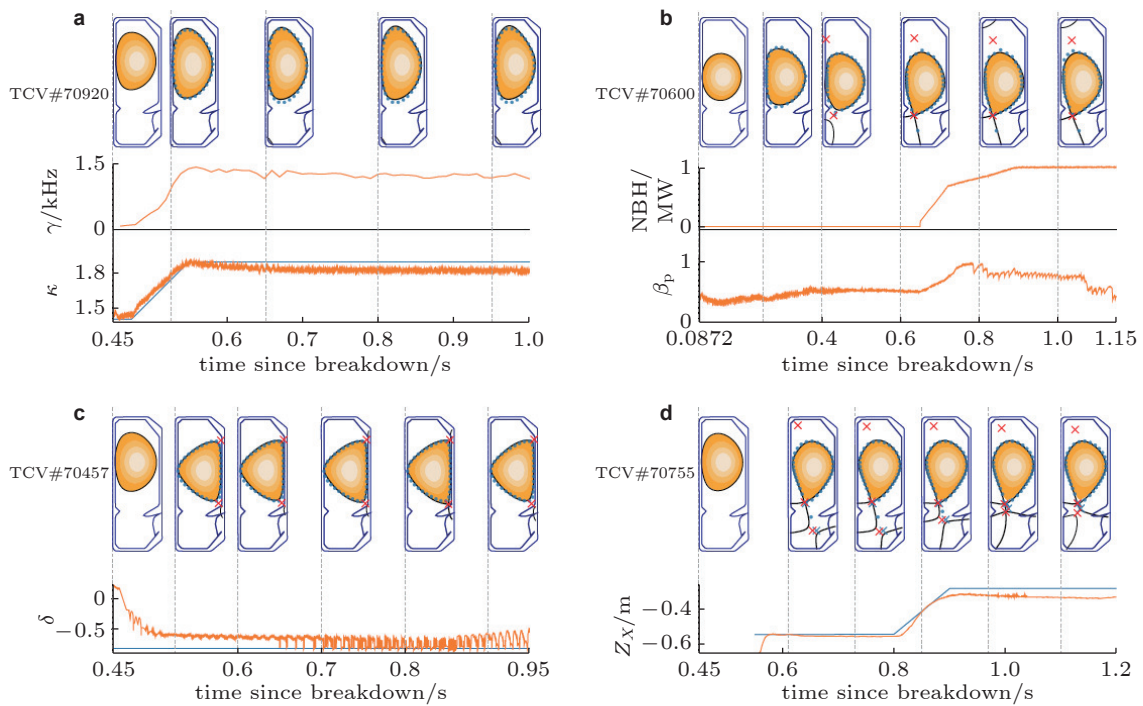 a
TCV#70920
1.5
0
γ/kHz
1.8
1.5
κ
0.45 0.6 0.7 0.8 0.9 1.0
time since breakdown/s
b
TCV#70600
1
0
NBH/
MW
1
0
βp
0.0872 0.4 0.6 0.8 1.0 1.15
time since breakdown/s
c
TCV#70457
0
−0.5
δ
0.45 0.6 0.7 0.8 0.95
time since breakdown/s
d
TCV#70755
−0.4
−0.6
ZX/m
0.45 0.6 0.8 1.0 1.2
time since breakdown/s